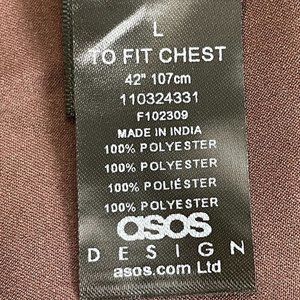 L
TO FIT CHEST
42" 107cm
110324331
F102309
MADE IN INDIA
100% POLYESTER
100% POLYESTER
100% POLIÉSTER
100% POLYESTER
asos
DESIGN
asos.com Ltd